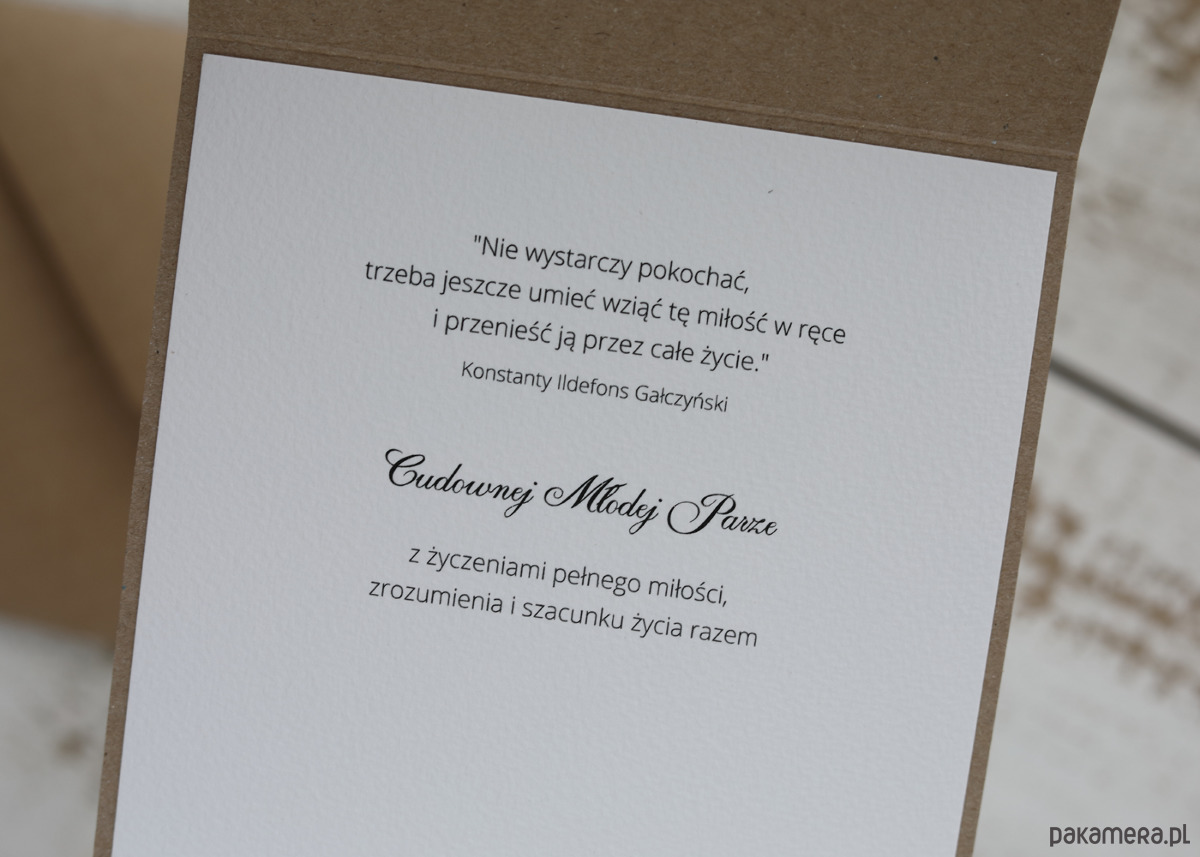 "Nie wystarczy pokochać,
trzeba jeszcze umieć wziąć tę miłość w ręce
i przenieść ją przez całe życie."
Konstanty Ildefons Gałczyński
Cudownej Młodej Parze
z życzeniami pełnego miłości,
zrozumienia i szacunku życia razem
pakamera.pl